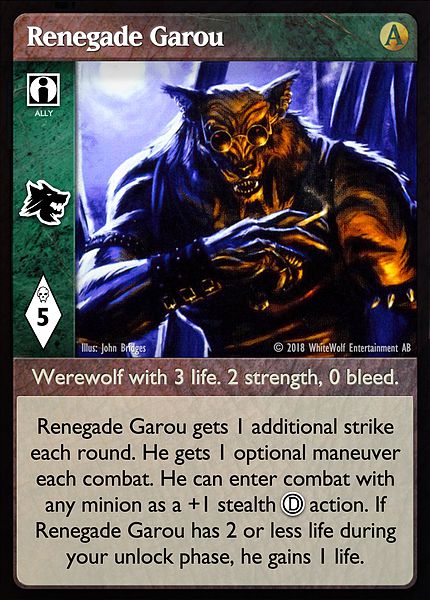 Renegade Garou
A
ALLY
5
Illus: John Bridges
© 2018 WhiteWolf Entertainment AB
Werewolf with 3 life. 2 strength, 0 bleed.
Renegade Garou gets 1 additional strike
each round. He gets 1 optional maneuver
each combat. He can enter combat with
any minion as a +1 stealth Ⓓ action. If
Renegade Garou has 2 or less life during
your unlock phase, he gains 1 life.